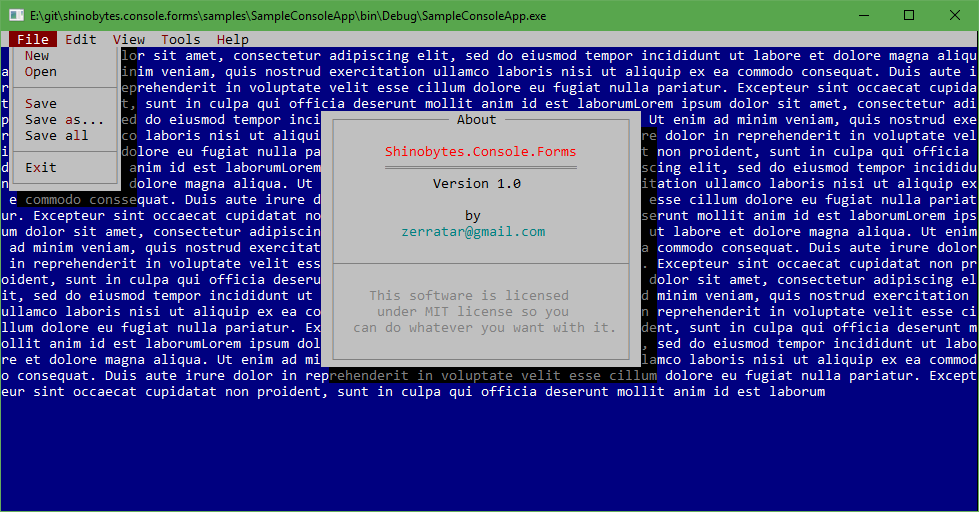 E:\git\shinobytes.console.forms\samples\SampleConsoleApp\bin\Debug\SampleConsoleApp.exe
File Edit View Tools Help
New
Open
Save
Save as...
Save all
Exit
About
Shinobytes.Console.Forms
Version 1.0
by
zerratar@gmail.com
This software is licensed
under MIT license so you
can do whatever you want with it.
lor sit amet, consectetur adipiscing elit, sed do eiusmod tempor incididunt ut labore et dolore magna aliqu
a inim veniam, quis nostrud exercitation ullamco laboris nisi ut aliquip ex ea commodo consequat. Duis aute i
r eprehenderit in voluptate velit esse cillum dolore eu fugiat nulla pariatur. Excepteur sint occaecat cupida
t t, sunt in culpa qui officia deserunt mollit anim id est laborumLorem ipsum dolor sit amet, consectetur adi
ed do eiusmod tempor inci Ut enim ad minim veniam, quis nostrud exe
r co laboris nisi ut aliqui e dolor in reprehenderit in voluptate vel
i dolore eu fugiat nulla pa t non proident, sunt in culpa qui officia
anim id est laborumLorem cing elit, sed do eiusmod tempor incididu
n dolore magna aliqua. Ut itation ullamco laboris nisi ut aliquip ex
e commodo conssequat. Duis aute irure d esse cillum dolore eu fugiat nulla pariat
ur. Excepteur sint occaecat cupidatat no serunt mollit anim id est laborumLorem ips
um dolor sit amet, consectetur adipiscin ut labore et dolore magna aliqua. Ut enim
ad minim veniam, quis nostrud exercitat a commodo consequat. Duis aute irure dolor
in reprehenderit in voluptate velit ess . Excepteur sint occaecat cupidatat non pr
oident, sunt in culpa qui officia deseru dolor sit amet, consectetur adipiscing el
it, sed do eiusmod tempor incididunt ut d minim veniam, quis nostrud exercitation
ullamco laboris nisi ut aliquip ex ea co n reprehenderit in voluptate velit esse ci
llum dolore eu fugiat nulla pariatur. Ex dent, sunt in culpa qui officia deserunt m
ollit anim id est laborumLorem ipsum dol , sed do eiusmod tempor incididunt ut labo
re et dolore magna aliqua. Ut enim ad mi lamco laboris nisi ut aliquip ex ea commod
o consequat. Duis aute irure dolor in reprehenderit in voluptate velit esse cillum dolore eu fugiat nulla pariatur. Except
eur sint occaecat cupidatat non proident, sunt in culpa qui officia deserunt mollit anim id est laborum